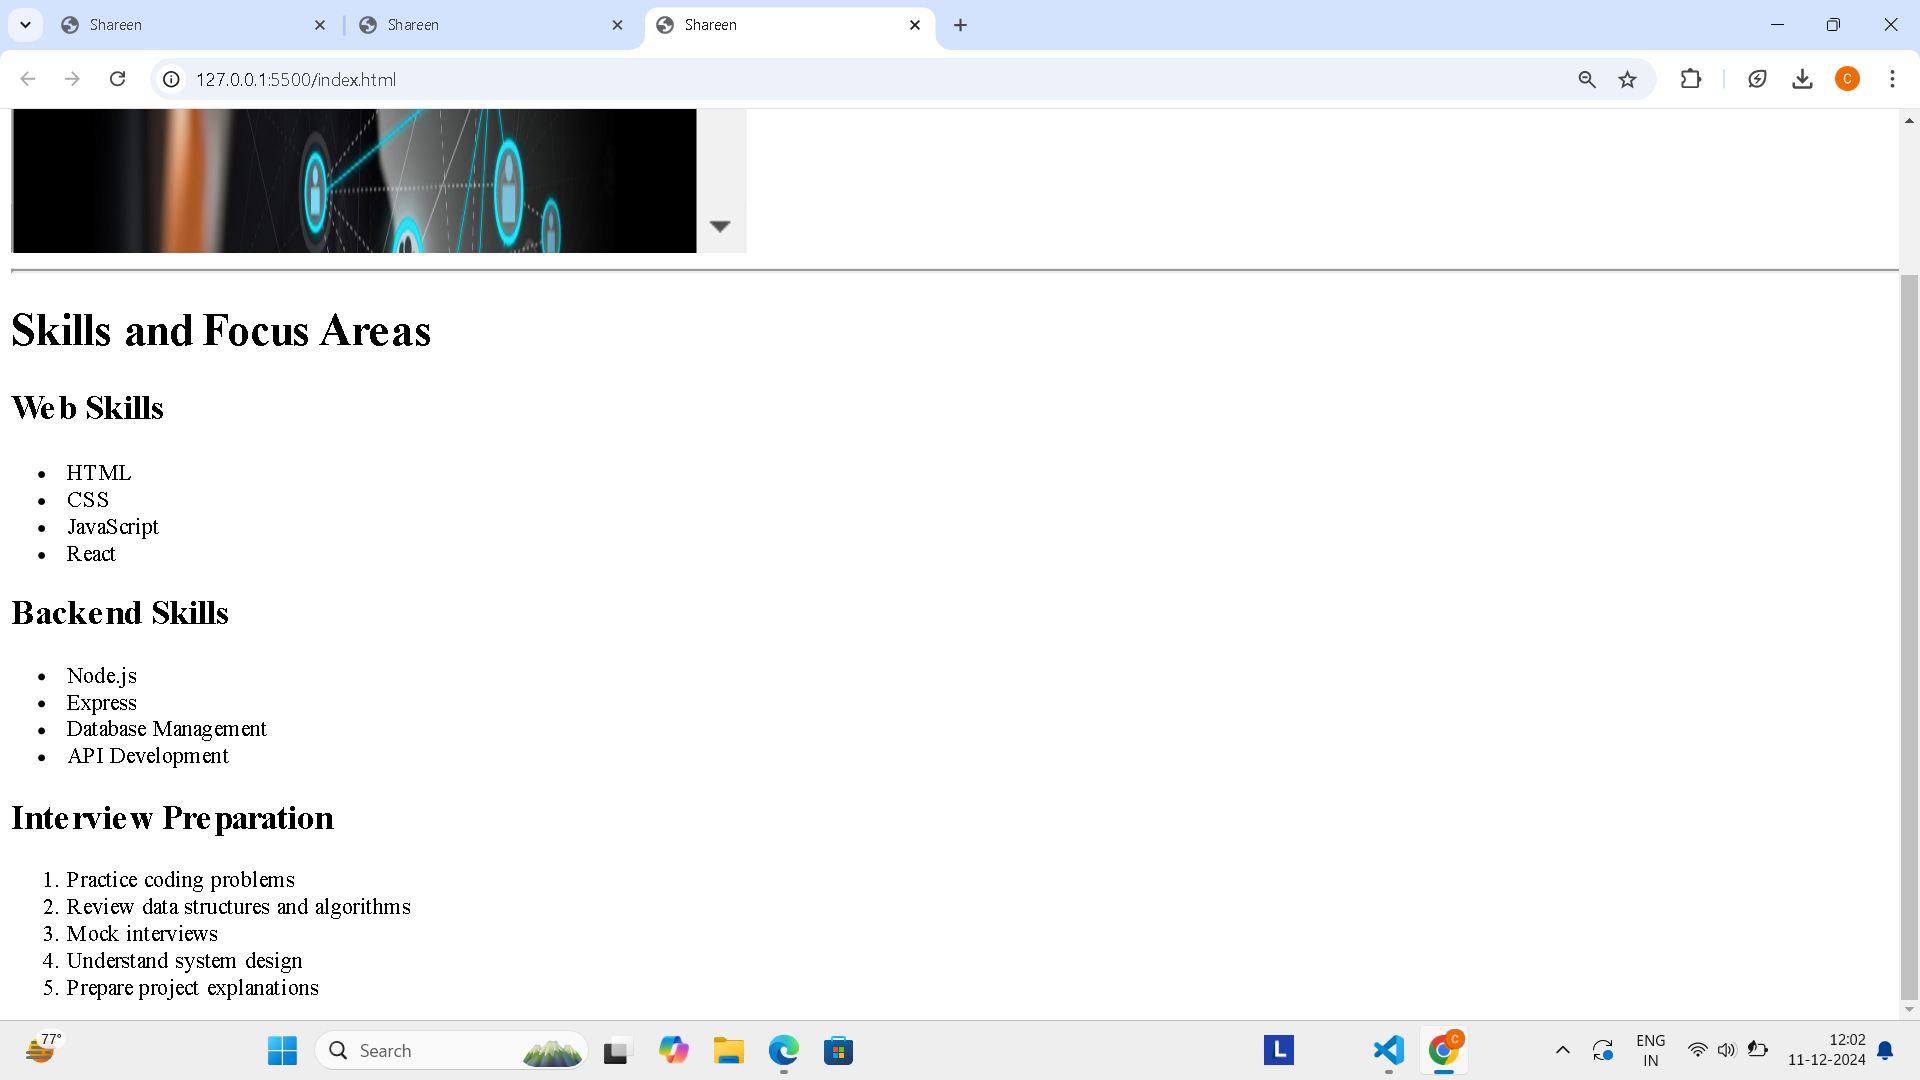 Shareen
Shareen
Shareen
127.0.0.1:5500/index.html
C
Skills and Focus Areas
Web Skills
HTML
CSS
JavaScript
React
Backend Skills
Node.js
Express
Database Management
API Development
Interview Preparation
1. Practice coding problems
2. Review data structures and algorithms
3. Mock interviews
4. Understand system design
5. Prepare project explanations
77°
Search
L
C
ENG
IN
12:02
11-12-2024